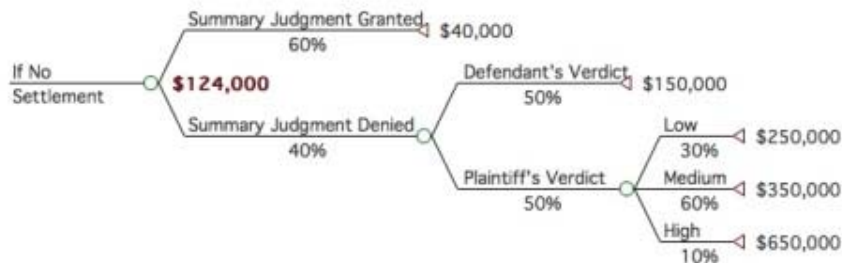 Summary Judgment Granted
60%
$40,000
If No
Settlement
$124,000
Summary Judgment Denied
40%
Defendant's Verdict
50%
$150,000
Plaintiff's Verdict
50%
Low
30%
$250,000
Medium
60%
$350,000
High
10%
$650,000